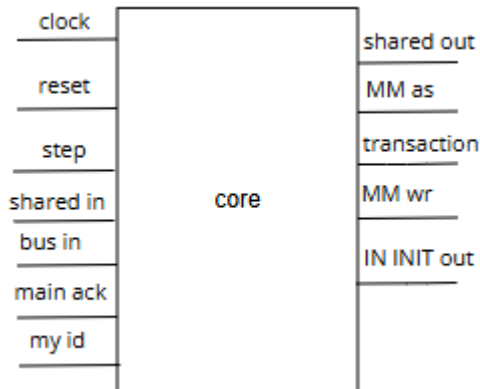 clock
reset
step
shared in
bus in
main ack
my id
core
shared out
MM as
transaction
MM wr
IN INIT out